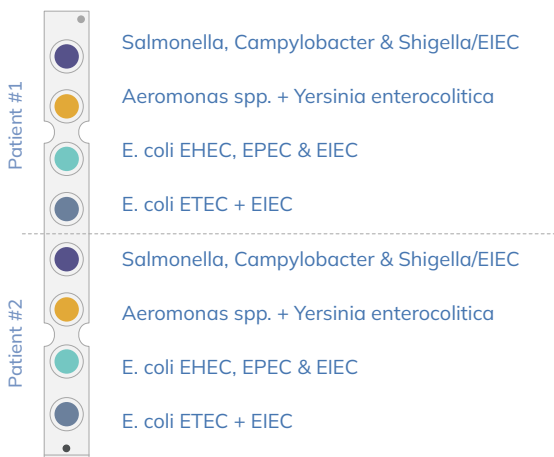 Patient #1
Salmonella, Campylobacter & Shigella/EIEC
Aeromonas spp. + Yersinia enterocolitica
E. coli EHEC, EPEC & EIEC
E. coli ETEC + EIEC
Patient #2
Salmonella, Campylobacter & Shigella/EIEC
Aeromonas spp. + Yersinia enterocolitica
E. coli EHEC, EPEC & EIEC
E. coli ETEC + EIEC